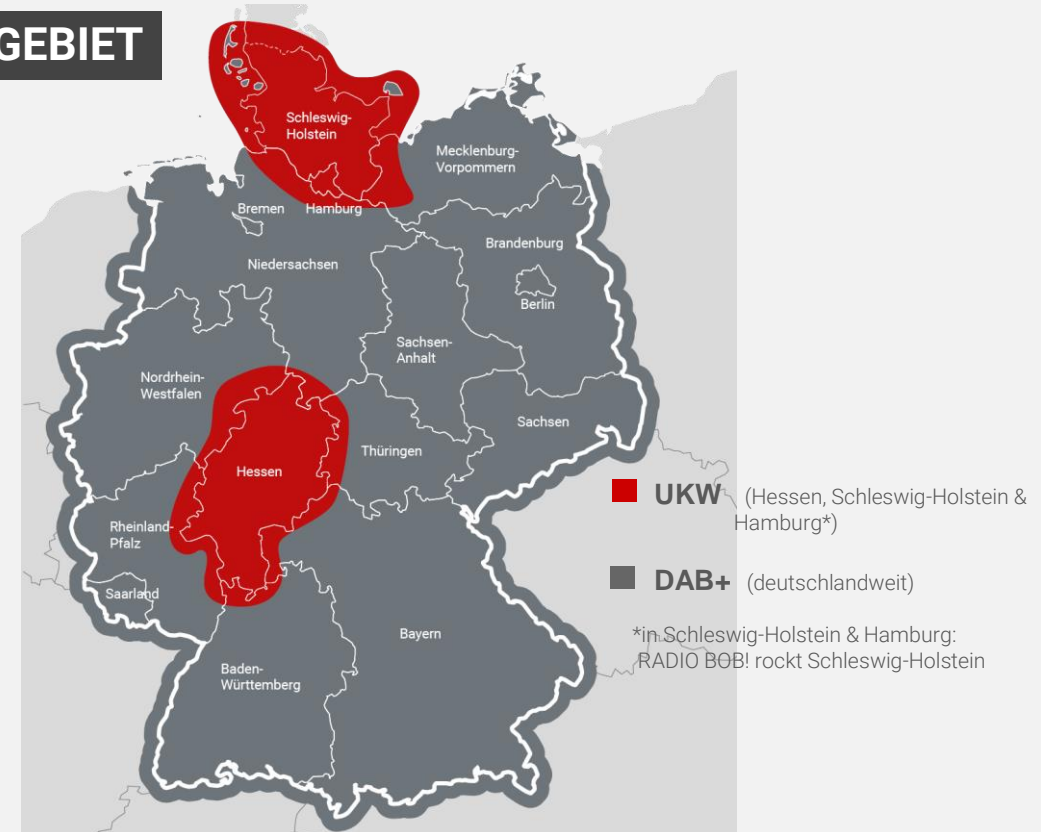 GEBIET
Schleswig-
Holstein
Mecklenburg-
Vorpommern
Bremen
Hamburg
Brandenburg
Niedersachsen
Berlin
Sachsen-
Anhalt
Nordrhein-
Westfalen
Sachsen
Thüringen
Hessen
UKW (Hessen, Schleswig-Holstein &
Hamburg*)
Rheinland-
Pfalz
DAB+ (deutschlandweit)
Saarland
Bayern
*in Schleswig-Holstein & Hamburg:
RADIO BOB! rockt Schleswig-Holstein
Baden-
Württemberg